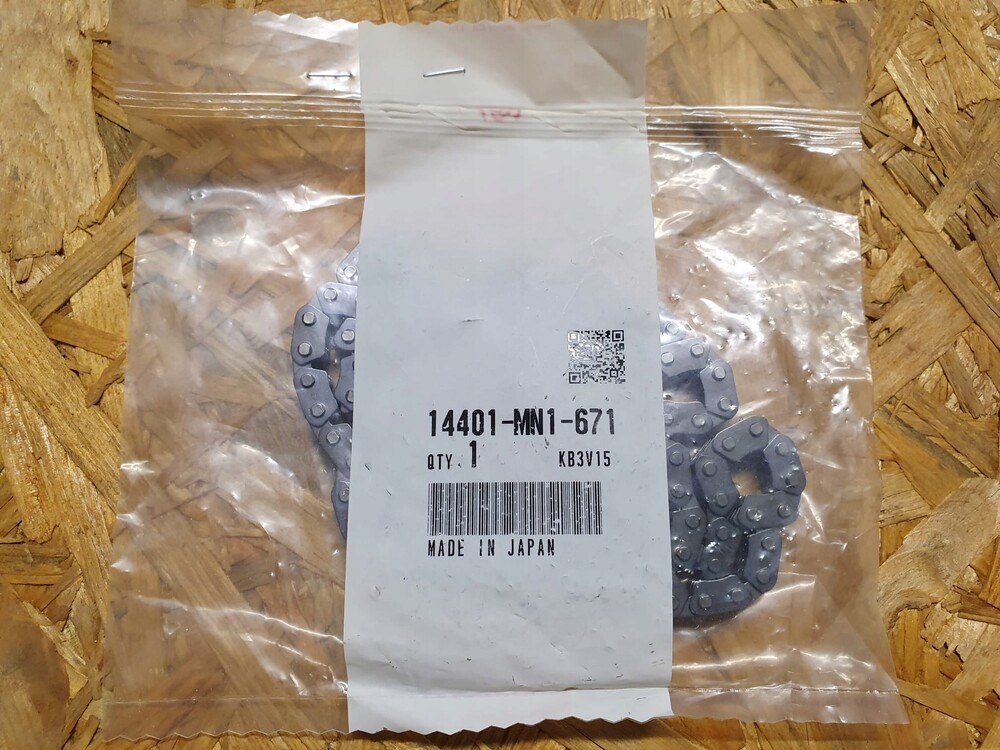 14401-MN1-671
QTY 1 KB3V15
MADE IN JAPAN